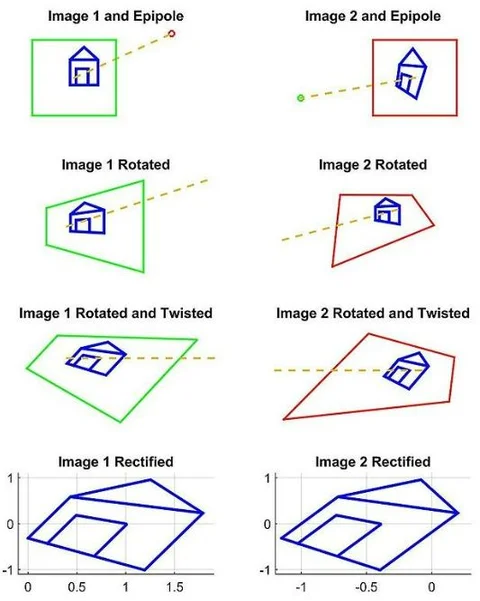 Image 1 and Epipole
Image 2 and Epipole
Image 1 Rotated
Image 2 Rotated
Image 1 Rotated and Twisted
Image 2 Rotated and Twisted
Image 1 Rectified
Image 2 Rectified
1
0
-1
0
0.5
1
1.5
1
0
-1
-1
-0.5
0